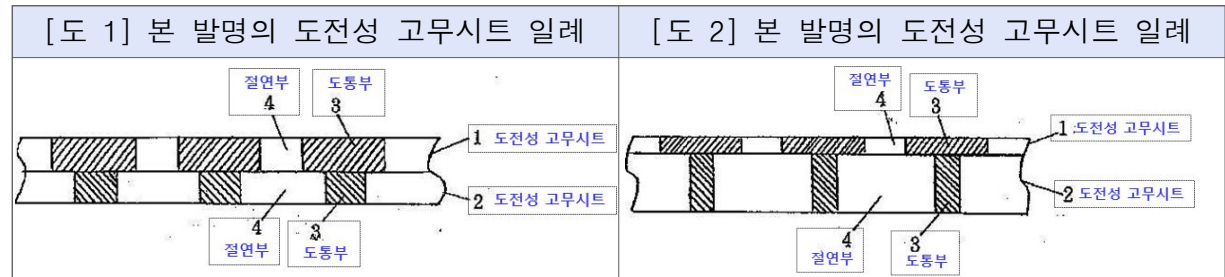 [도 1] 본 발명의 도전성 고무시트 일례
절연부
4
도통부
3
1 도전성 고무시트
2 도전성 고무시트
4
절연부
3
도통부
[도 2] 본 발명의 도전성 고무시트 일례
절연부
4
도통부
3
1 도전성 고무시트
2 도전성 고무시트
4
절연부
3
도통부